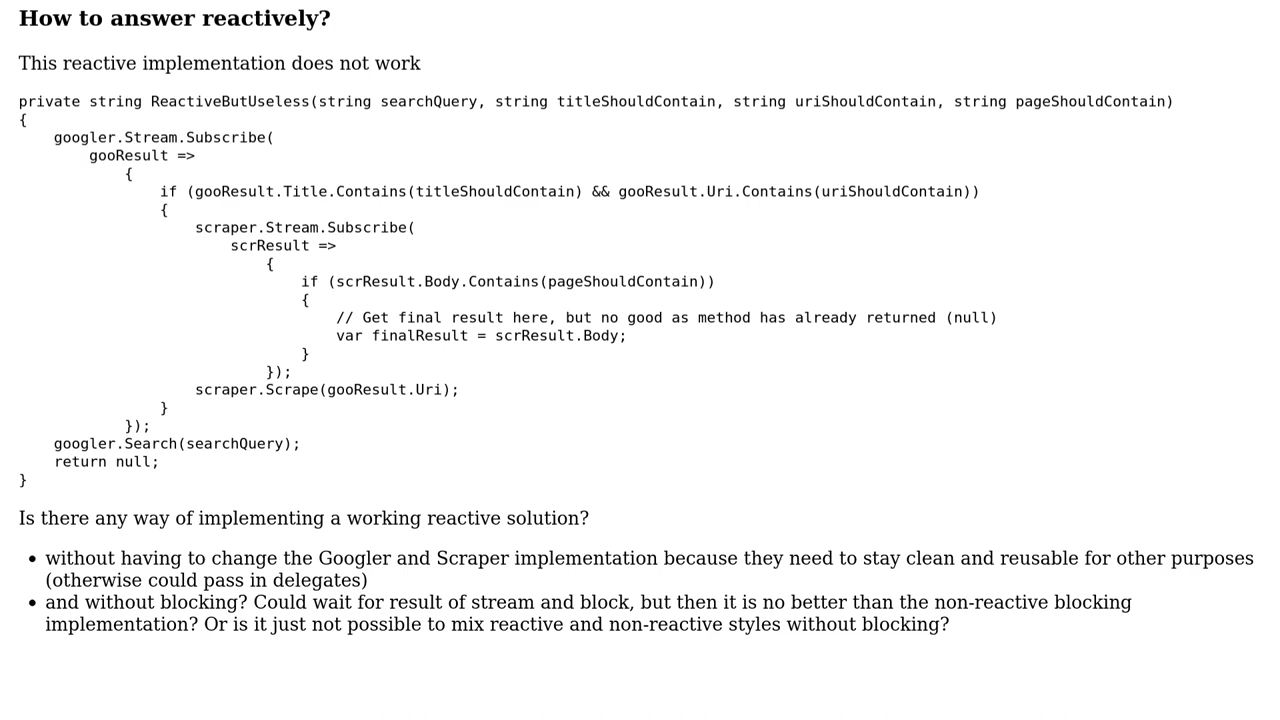 How to answer reactively?
This reactive implementation does not work
private string ReactiveButUseless(string searchQuery, string titleShouldContain, string uriShouldContain, string pageShouldContain)
{
    googler.Stream.Subscribe(
        gooResult =>
            {
                if (gooResult.Title.Contains(titleShouldContain) && gooResult.Uri.Contains(uriShouldContain))
                {
                    scraper.Stream.Subscribe(
                        scrResult =>
                            {
                                if (scrResult.Body.Contains(pageShouldContain))
                                {
                                    // Get final result here, but no good as method has already returned (null)
                                    var finalResult = scrResult.Body;
                                }
                            });
                    scraper.Scrape(gooResult.Uri);
                }
            });
    googler.Search(searchQuery);
    return null;
}
Is there any way of implementing a working reactive solution?
• without having to change the Googler and Scraper implementation because they need to stay clean and reusable for other purposes
(otherwise could pass in delegates)
• and without blocking? Could wait for result of stream and block, but then it is no better than the non-reactive blocking
implementation? Or is it just not possible to mix reactive and non-reactive styles without blocking?